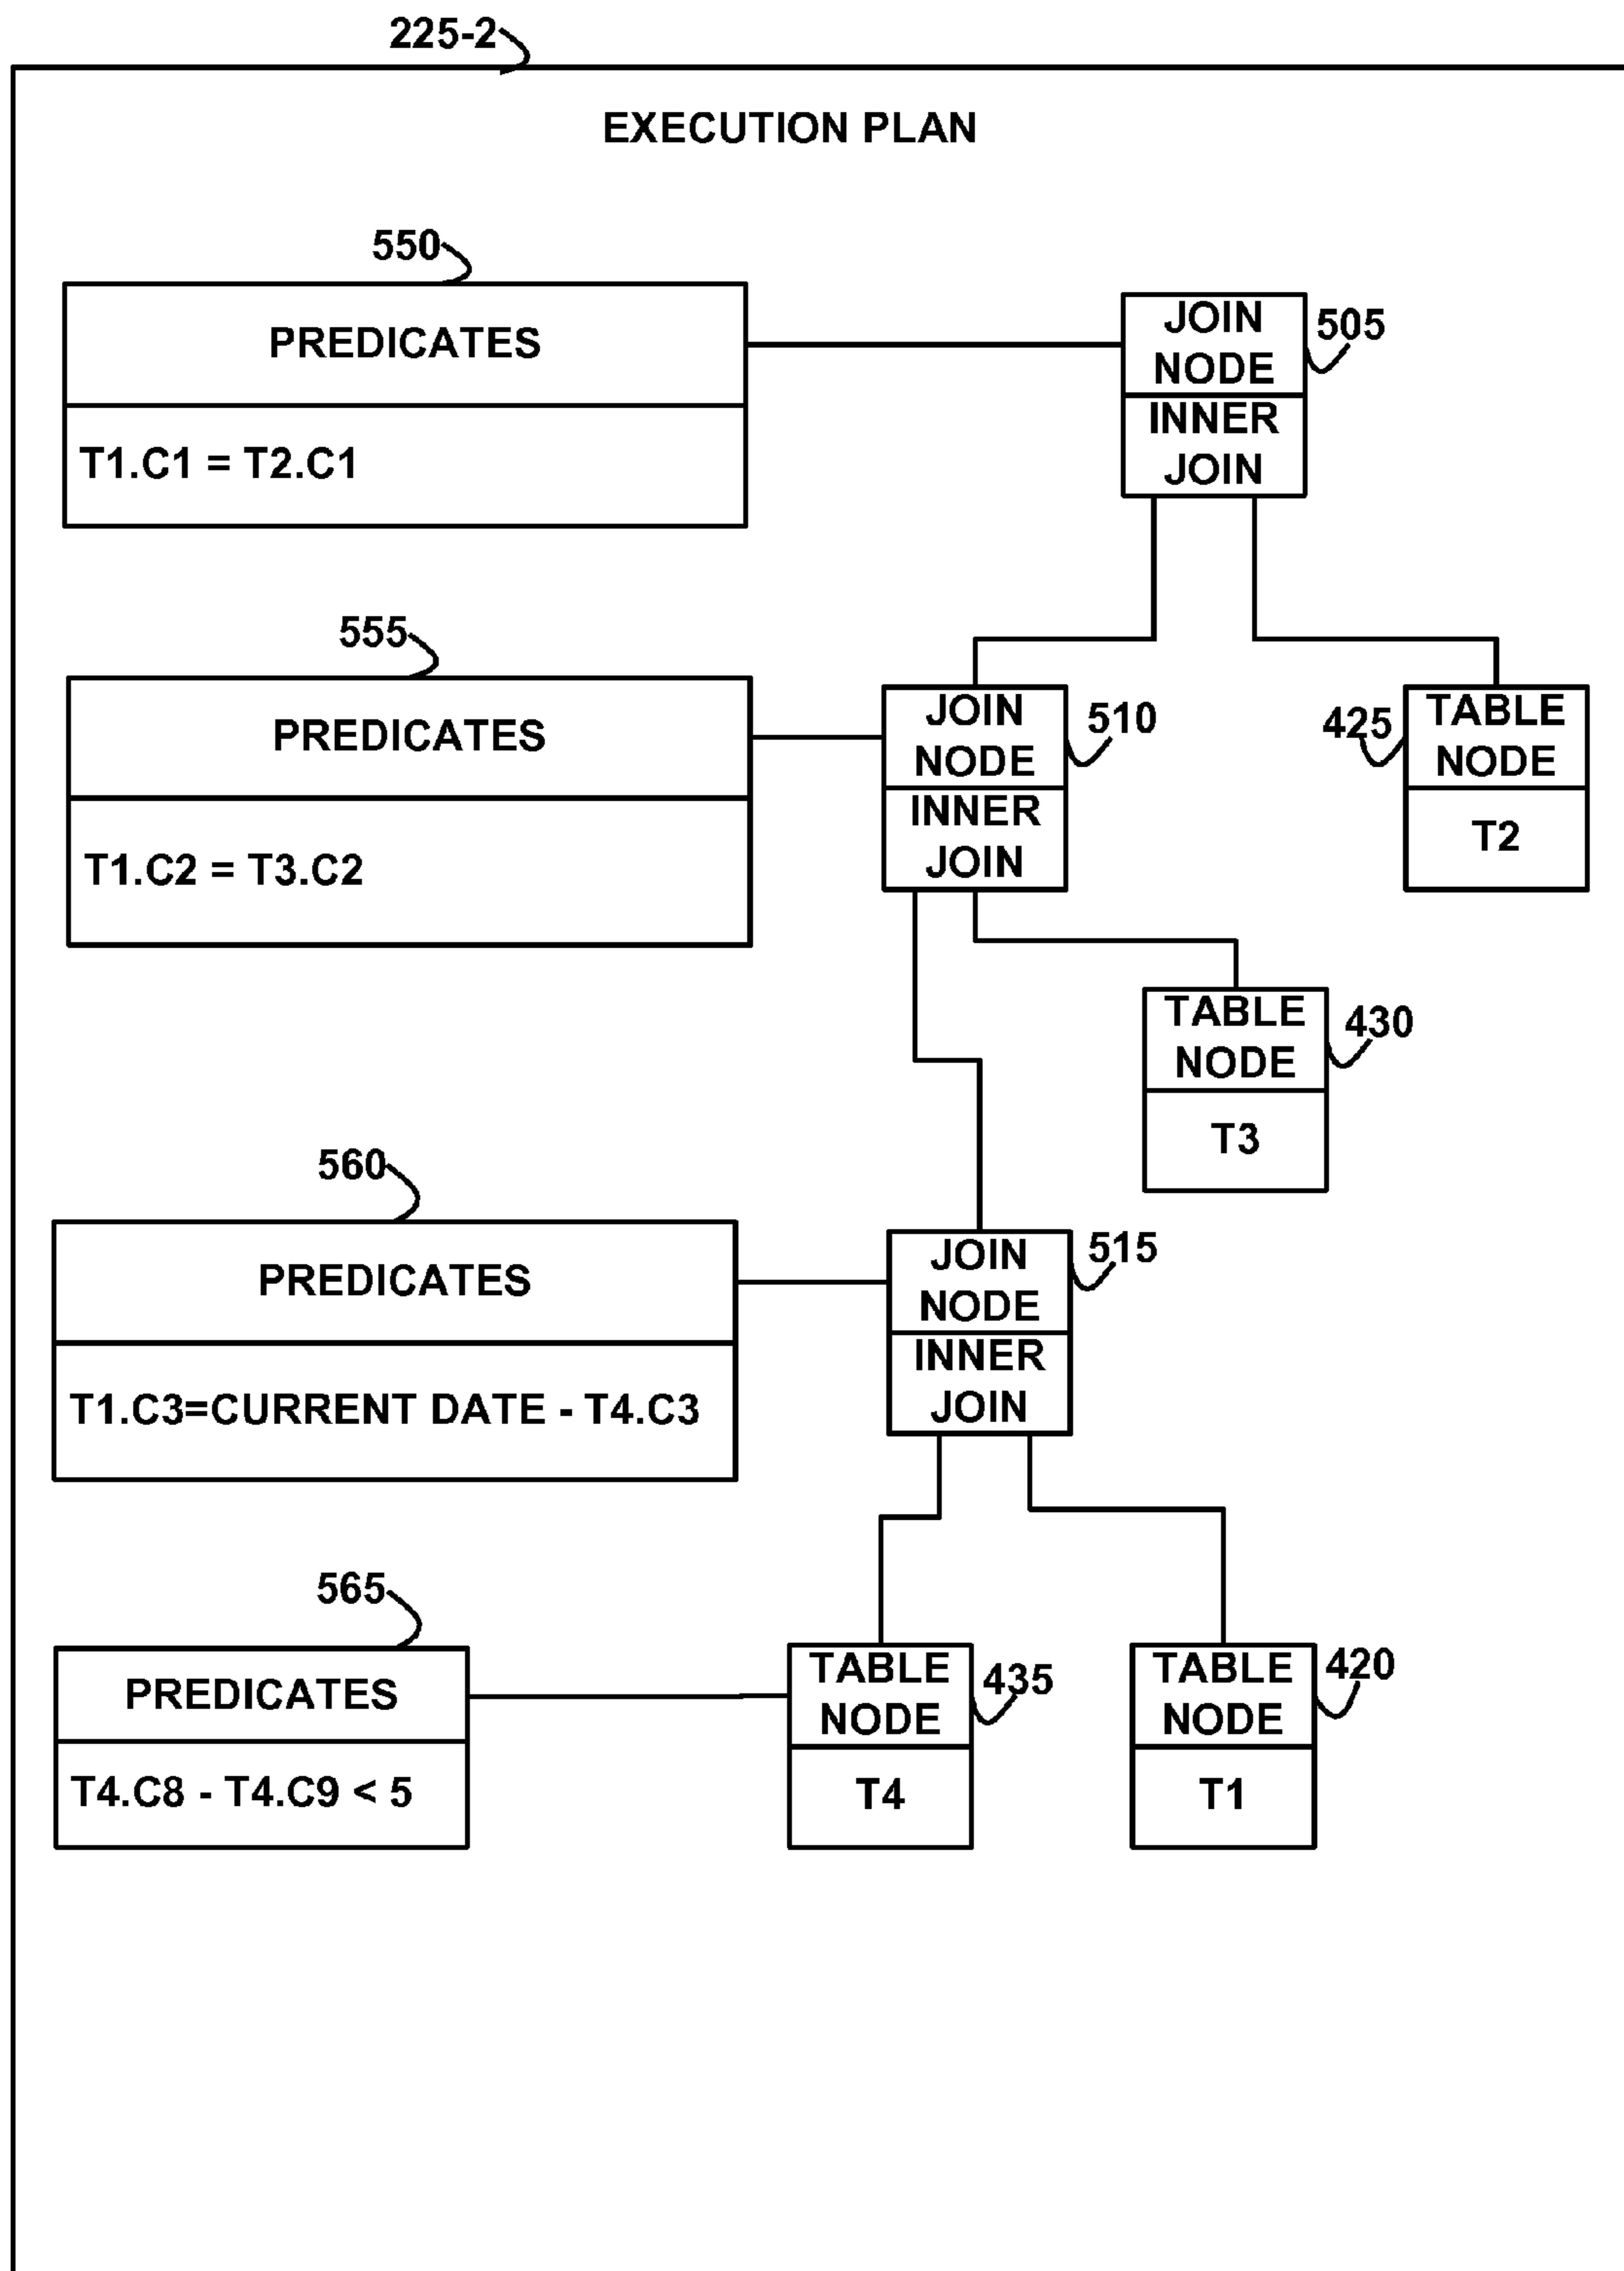 225-2
EXECUTION PLAN
550
PREDICATES
T1.C1 = T2.C1
JOIN
NODE
INNER
JOIN
505
555
PREDICATES
T1.C2 = T3.C2
JOIN
NODE
INNER
JOIN
510
425
TABLE
NODE
T2
TABLE
NODE
T3
430
560
PREDICATES
T1.C3=CURRENT DATE - T4.C3
JOIN
NODE
INNER
JOIN
515
565
PREDICATES
T4.C8 - T4.C9 < 5
TABLE
NODE
T4
435
TABLE
NODE
T1
420